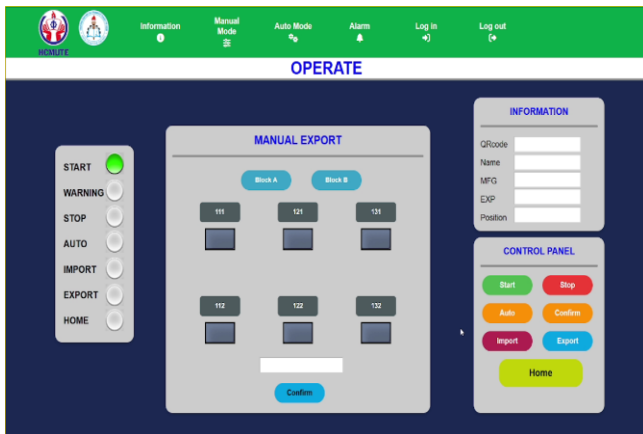 HCMUTE
Information
Manual Mode
Auto Mode
Alarm
Log in
Log out
OPERATE
START
WARNING
STOP
AUTO
IMPORT
EXPORT
HOME
MANUAL EXPORT
Block A
Block B
111
121
131
112
122
132
Confirm
INFORMATION
QRcode
Name
MFG
EXP
Position
CONTROL PANEL
Start
Stop
Auto
Confirm
Import
Export
Home